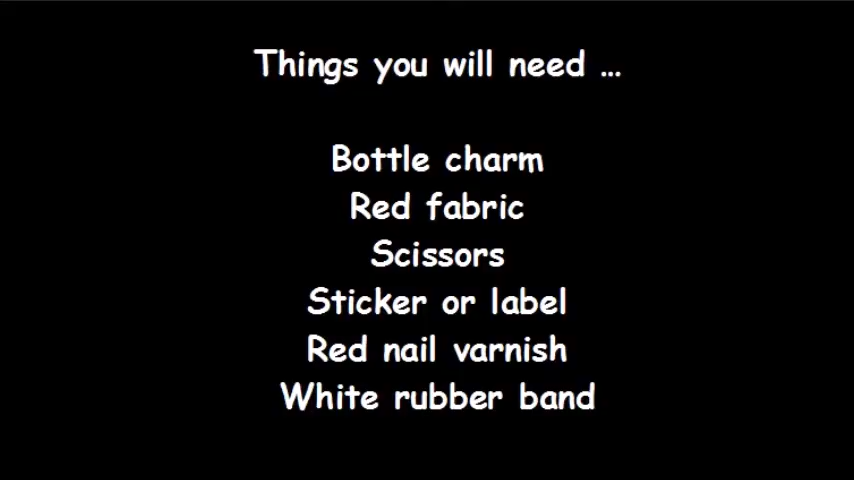 Things you will need ...
Bottle charm
Red fabric
Scissors
Sticker or label
Red nail varnish
White rubber band